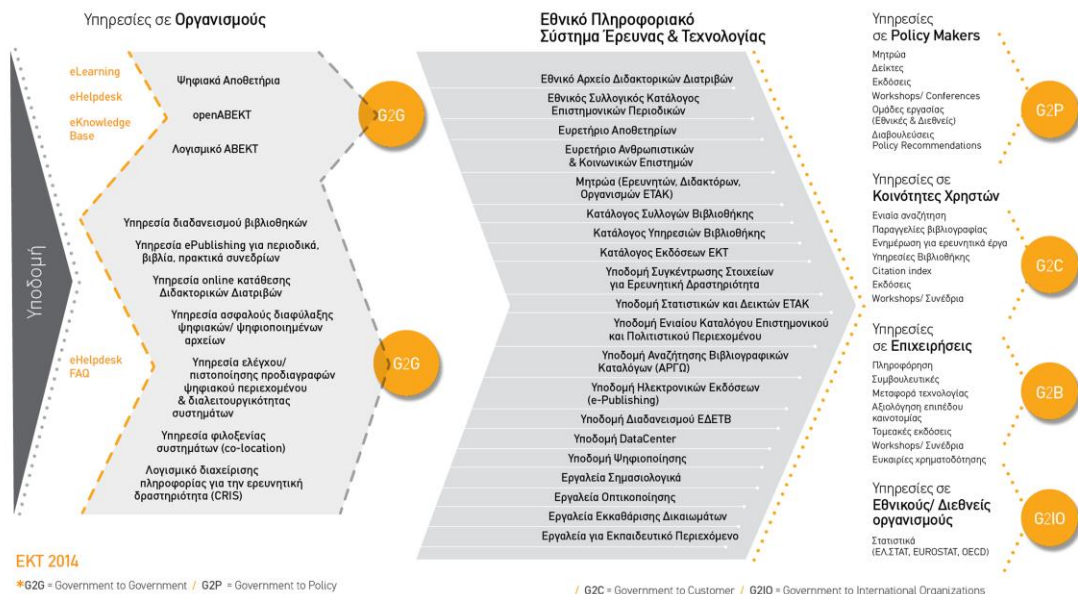 Υπηρεσίες σε Οργανισμούς
Υποδομή
eLearning
eHelpdesk
eKnowledge
Base
Ψηφιακά Αποθετήρια
openABEKT
Λογισμικό ΑΒΕΚΤ
G2G
Υπηρεσία διαδανεισμού βιβλιοθηκών
Υπηρεσία ePublishing για περιοδικά,
βιβλία, πρακτικά συνεδρίων
Υπηρεσία online κατάθεσης
Διδακτορικών Διατριβών
Υπηρεσία ασφαλούς διαφύλαξης
ψηφιακών/ ψηφιοποιημένων
αρχείων
eHelpdesk
FAQ
Υπηρεσία ελέγχου/
πιστοποίησης προδιαγραφών
ψηφιακού περιεχομένου
& διαλειτουργικότητας
συστημάτων
Υπηρεσία φιλοξενίας
συστημάτων (co-location)
Λογισμικό διαχείρισης
πληροφορίας για την ερευνητική
δραστηριότητα (CRIS)
G2G
Εθνικό Πληροφοριακό
Σύστημα Έρευνας & Τεχνολογίας
Εθνικό Αρχείο Διδακτορικών Διατριβών
Εθνικός Συλλογικός Κατάλογος
Επιστημονικών Περιοδικών
Ευρετήριο Αποθετηρίων
Ευρετήριο Ανθρωπιστικών
& Κοινωνικών Επιστημών
Μητρώα (Ερευνητών, Διδακτόρων,
Οργανισμών ΕΤΑΚ)
Κατάλογος Συλλογών Βιβλιοθήκης
Κατάλογος Υπηρεσιών Βιβλιοθήκης
Κατάλογος Εκδόσεων ΕΚΤ
Υποδομή Συγκέντρωσης Στοιχείων
για Ερευνητική Δραστηριότητα
Υποδομή Στατιστικών και Δεικτών ΕΤΑΚ
Υποδομή Ενιαίου Καταλόγου Επιστημονικού
και Πολιτιστικού Περιεχομένου
Υποδομή Αναζήτησης Βιβλιογραφικών
Καταλόγων (ΑΡΓΩ)
Υποδομή Ηλεκτρονικών Εκδόσεων
(e-Publishing)
Υποδομή Διαδανεισμού ΕΔΕΤΒ
Υποδομή DataCenter
Υποδομή Ψηφιοποίησης
Εργαλεία Σημασιολογικά
Εργαλεία Οπτικοποίησης
Εργαλεία Εκκαθάρισης Δικαιωμάτων
Εργαλεία για Εκπαιδευτικό Περιεχόμενο
Υπηρεσίες
σε Policy Makers
Μητρώα
Δείκτες
Εκδόσεις
Workshops/ Conferences
Ομάδες εργασίας
(Εθνικές & Διεθνείς)
Διαβουλεύσεις
Policy Recommendations
G2P
Υπηρεσίες σε
Κοινότητες Χρηστών
Ενιαία αναζήτηση
Παραγγελίες βιβλιογραφίας
Ενημέρωση για ερευνητικά έργα
Υπηρεσίες Βιβλιοθήκης
Citation index
Εκδόσεις
Workshops/ Συνέδρια
G2C
Υπηρεσίες
σε Επιχειρήσεις
Πληροφόρηση
Συμβουλευτικές
Μεταφορά τεχνολογίας
Αξιολόγηση επιπέδου
καινοτομίας
Τομεακές εκδόσεις
Workshops/ Συνέδρια
Ευκαιρίες χρηματοδότησης
G2B
Υπηρεσίες σε
Εθνικούς/ Διεθνείς
οργανισμούς
Στατιστικά
(ΕΛ.ΣΤΑΤ, EUROSTAT, OECD)
G2IO
ΕΚΤ 2014
*G2G = Government to Government / G2P = Government to Policy
/ G2C = Government to Customer / G2IO = Government to International Organizations